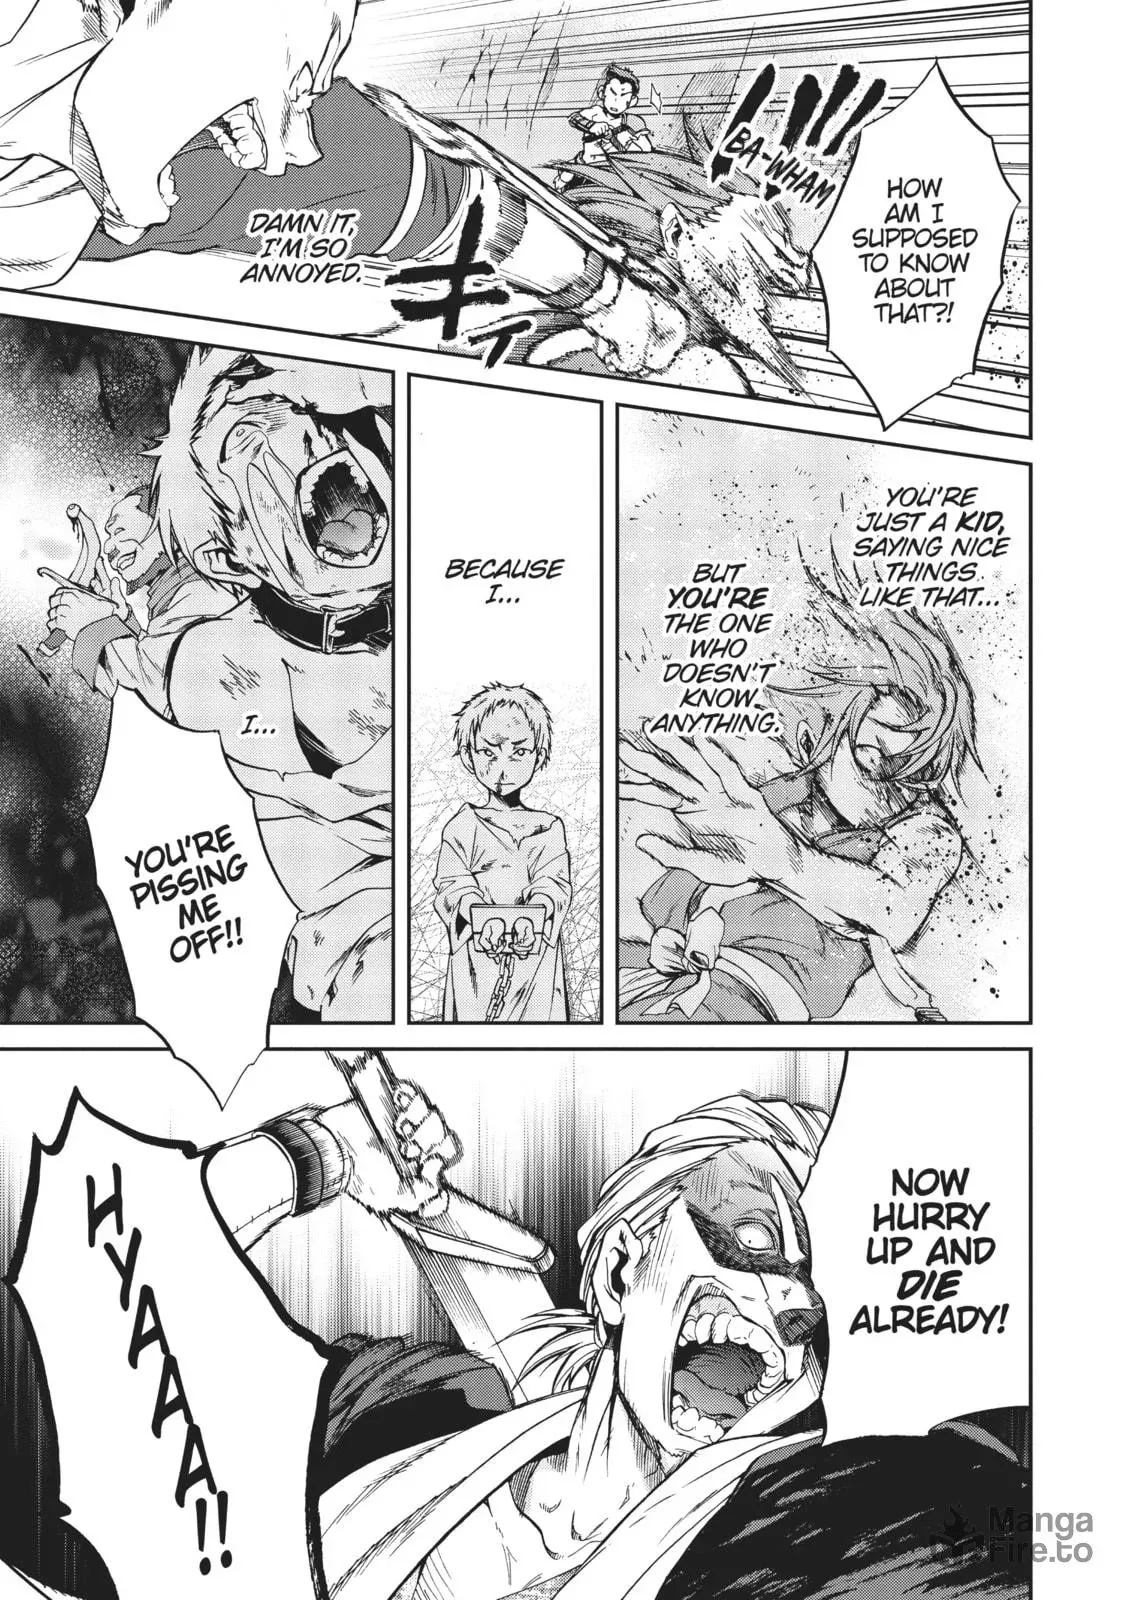 HOW
AM I
SUPPOSED
TO KNOW
ABOUT
THAT?!
BA-WHAM
DAMN IT,
I'M SO
ANNOYED.
YOU'RE
JUST A KID,
SAYING NICE
THINGS
LIKE THAT...
BUT
YOU'RE
THE ONE
WHO
DOESN'T
KNOW
ANYTHING.
BECAUSE
I...
I...
YOU'RE
PISSING
ME
OFF!!
NOW
HURRY
UP AND
DIE
ALREADY!
HYAAAA!!
Manga
Fire.to